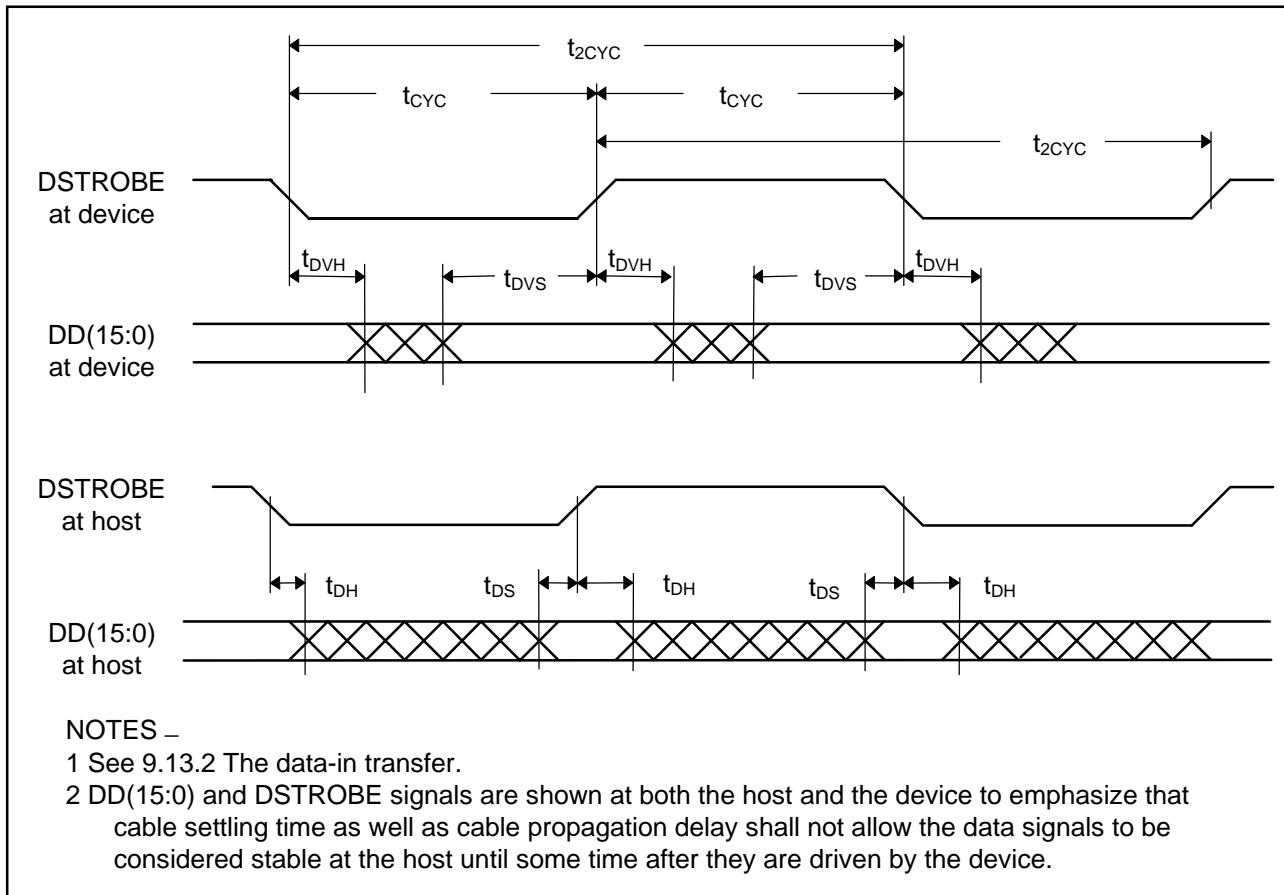 t2CYC
tCYC tCYC
t2CYC
DSTROBE
at device
tDVH tDVS tDVH tDVS tDVH
DD(15:0)
at device
DSTROBE
at host
tDH tDS tDH tDS tDH
DD(15:0)
at host
NOTES –
1 See 9.13.2 The data-in transfer.
2 DD(15:0) and DSTROBE signals are shown at both the host and the device to emphasize that
cable settling time as well as cable propagation delay shall not allow the data signals to be
considered stable at the host until some time after they are driven by the device.